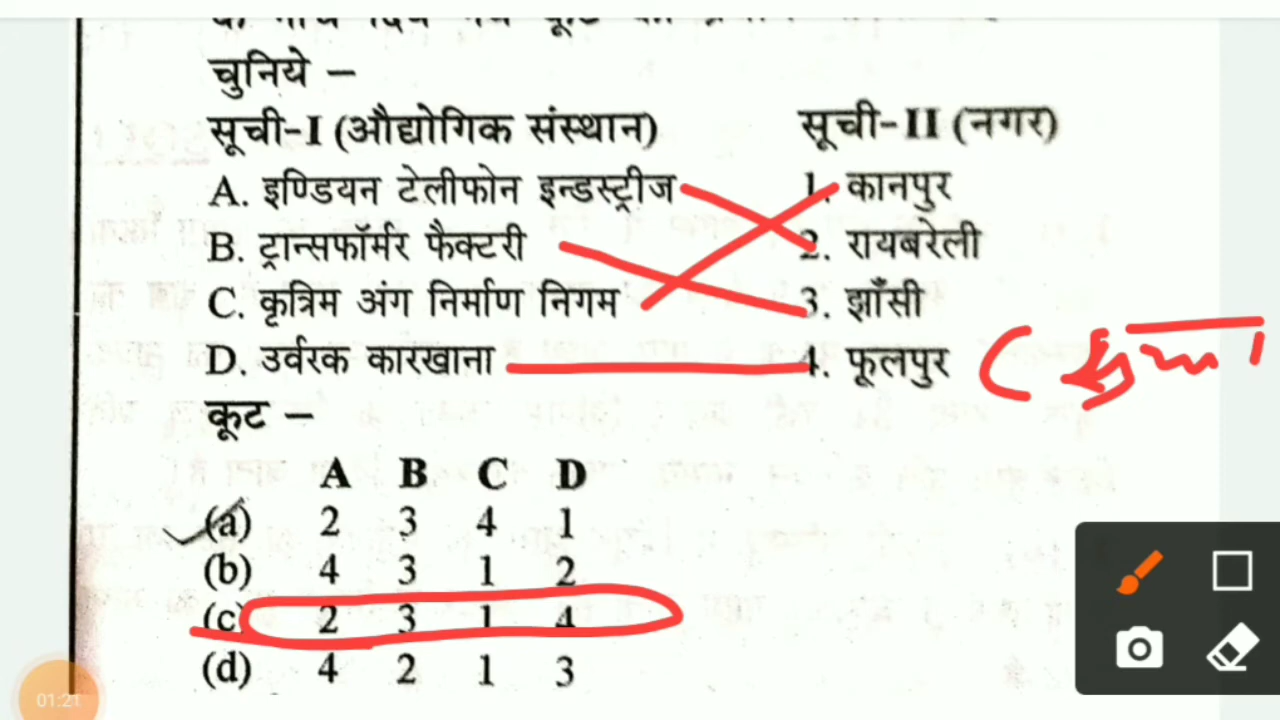 चुनिये –
सूची-I (औद्योगिक संस्थान) सूची-II (नगर)
A. इण्डियन टेलीफोन इन्डस्ट्रीज 1. कानपुर
B. ट्रान्सफॉर्मर फैक्टरी 2. रायबरेली
C. कृत्रिम अंग निर्माण निगम 3. झाँसी
D. उर्वरक कारखाना 4. फूलपुर
कूट –
A B C D
(a) 2 3 4 1
(b) 4 3 1 2
(c) 2 3 1 4
(d) 4 2 1 3
01:21